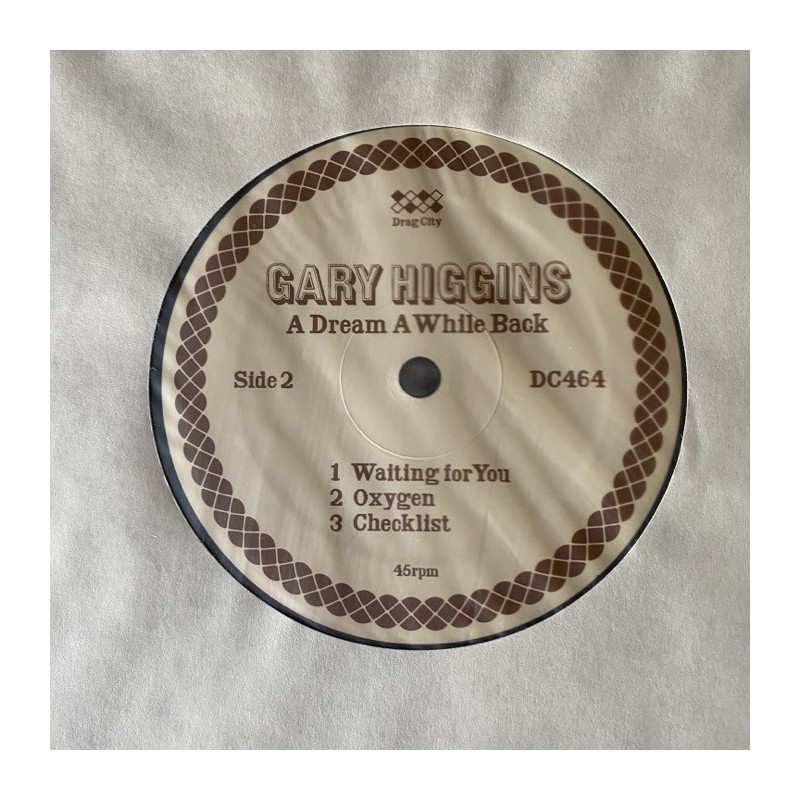 Drag City
GARY HIGGINS
A Dream A While Back
Side 2
DC464
1 Waiting for You
2 Oxygen
3 Checklist
45rpm